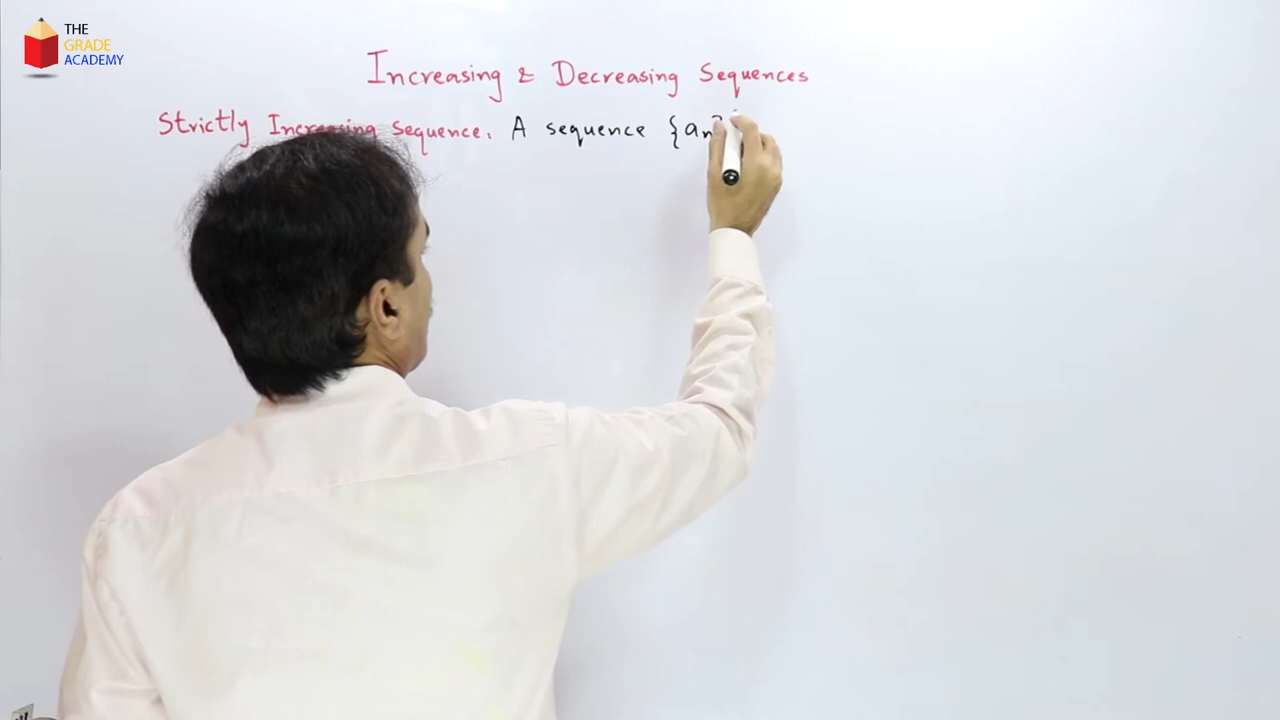 THE
GRADE
ACADEMY
Increasing & Decreasing Sequences
Strictly Increasing Sequence. A sequence {an}